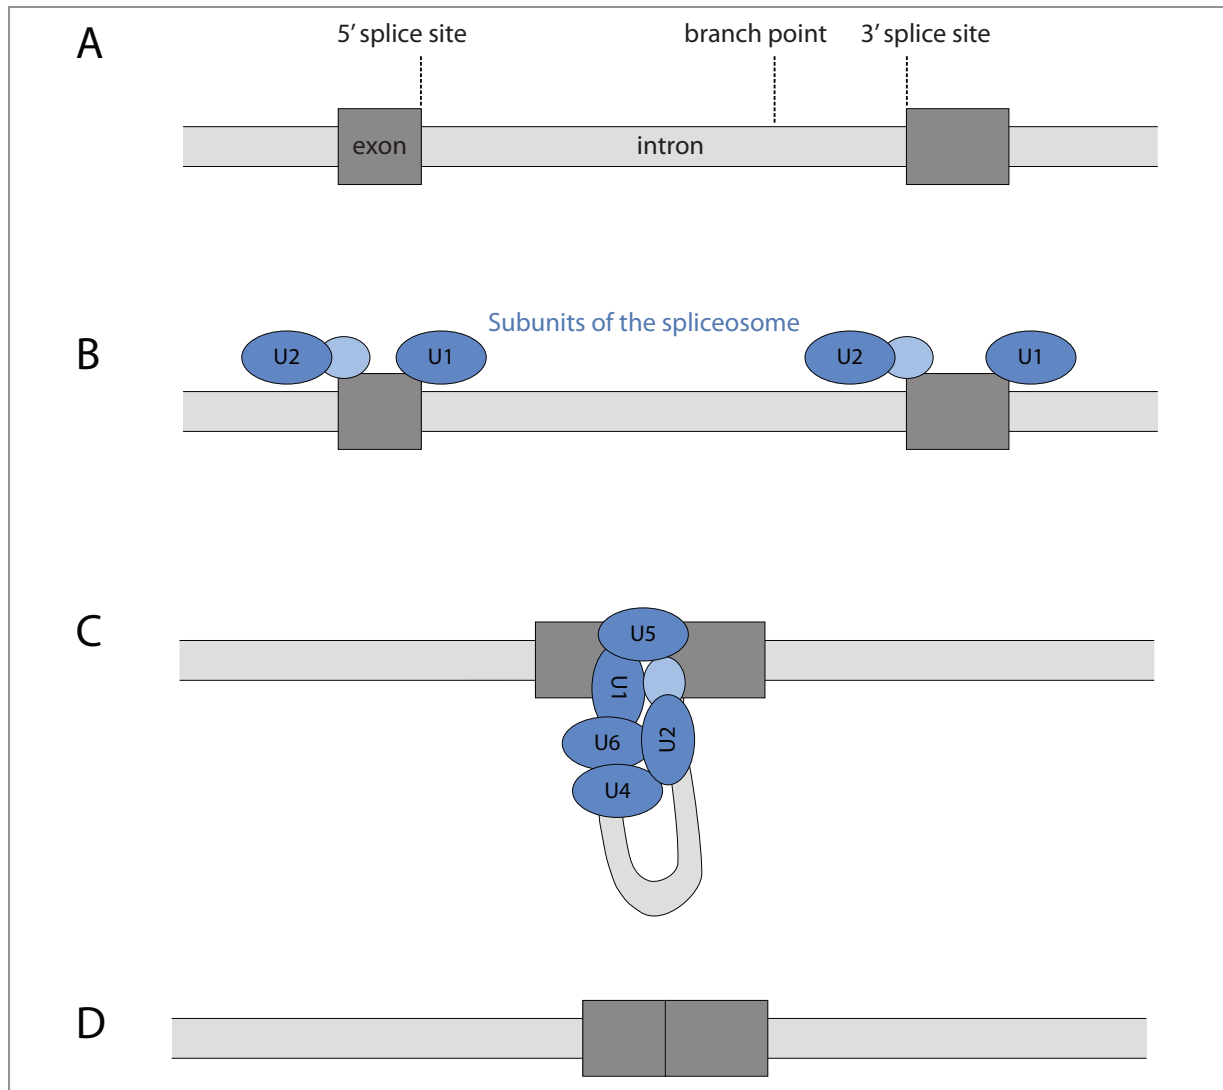 A
5’ splice site
branch point
3’ splice site
exon
intron
B
Subunits of the spliceosome
U2
U1
U2
U1
C
U5
U1
U2
U6
U4
D